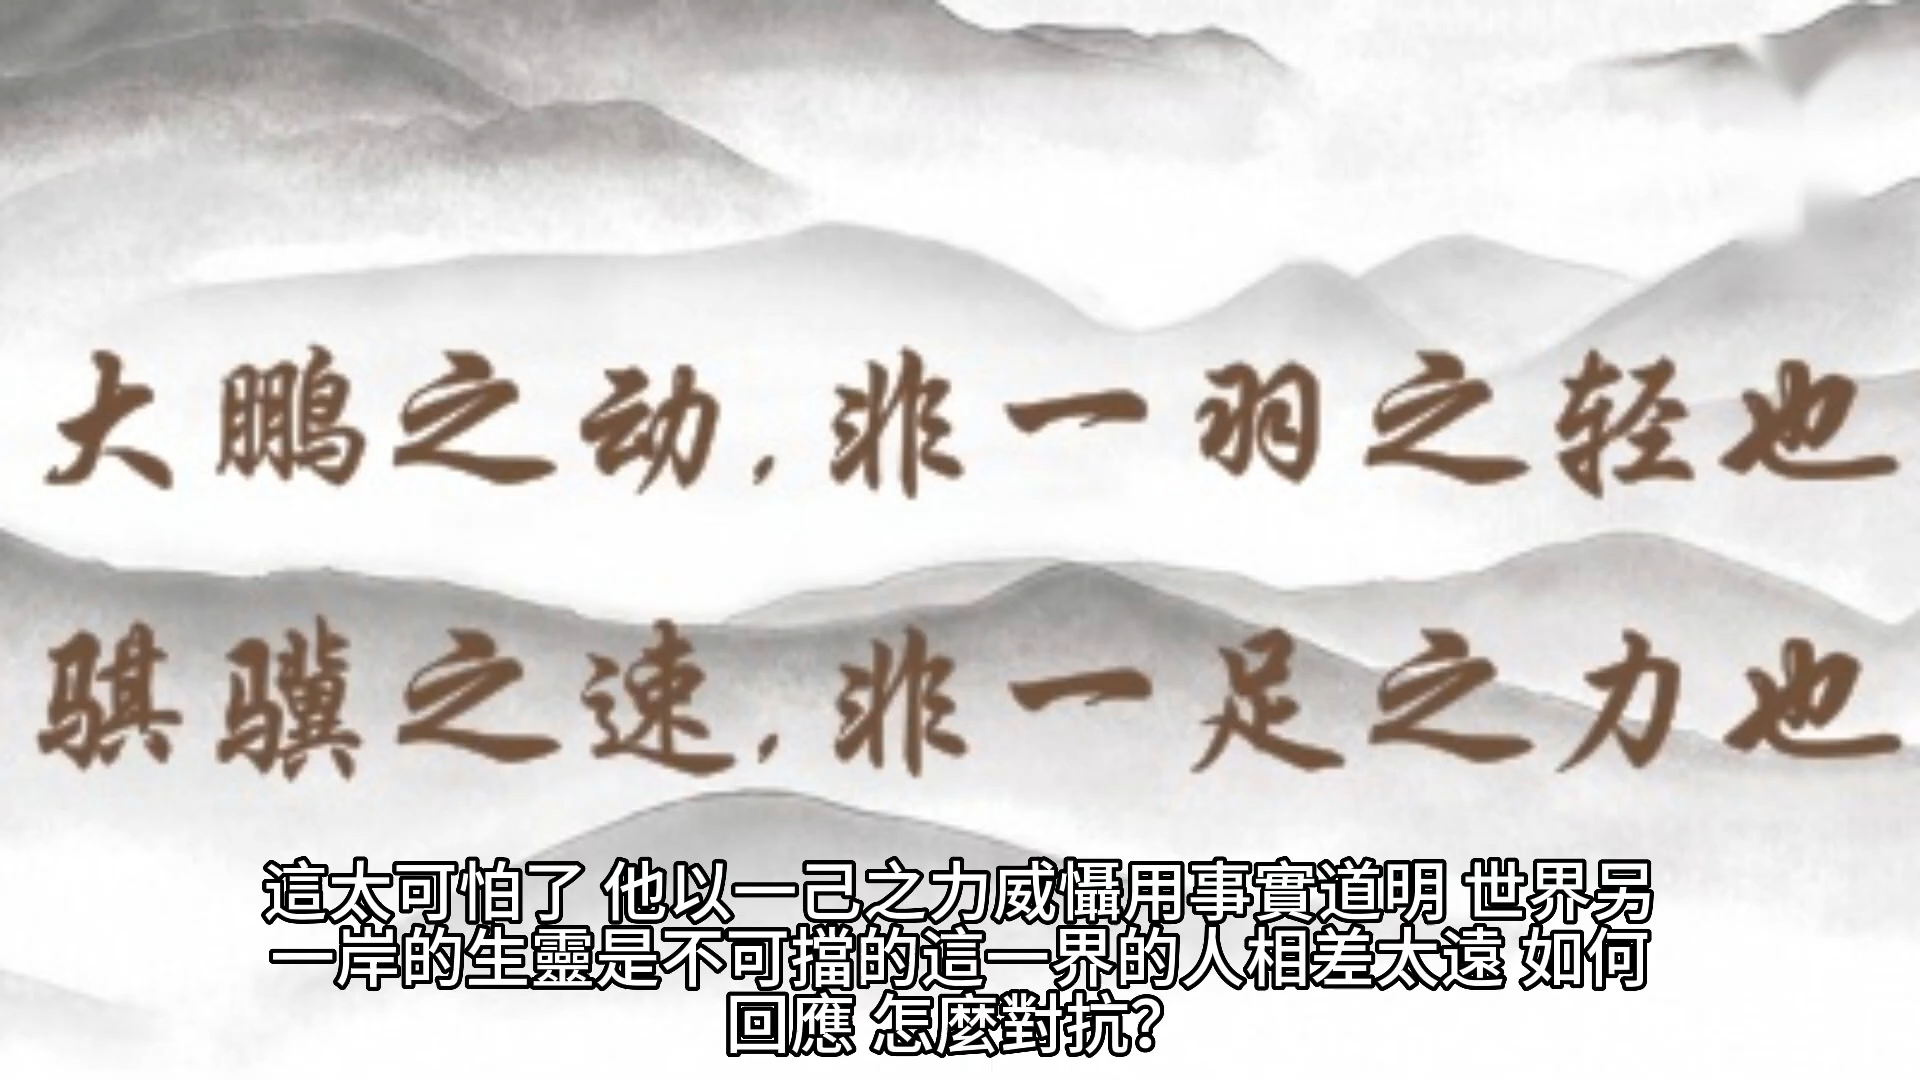 大鹏之动,非一羽之轻也
骐骥之速,非一足之力也
這太可怕了 他以一己之力威懾用事實道明 世界另
一岸的生靈是不可擋的這一界的人相差太遠 如何
回應 怎麼對抗?